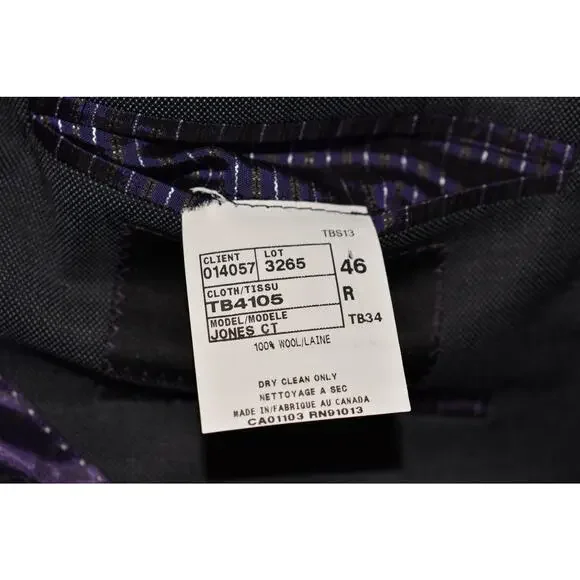 TBS13
CLIENT LOT
014057 3265 46
CLOTH/TISSU
TB4105 R
MODEL/MODELE
JONES CT TB34
100% WOOL/LAINE
DRY CLEAN ONLY
NETTOYAGE A SEC
MADE IN/FABRIQUE AU CANADA
CA01103 RN91013